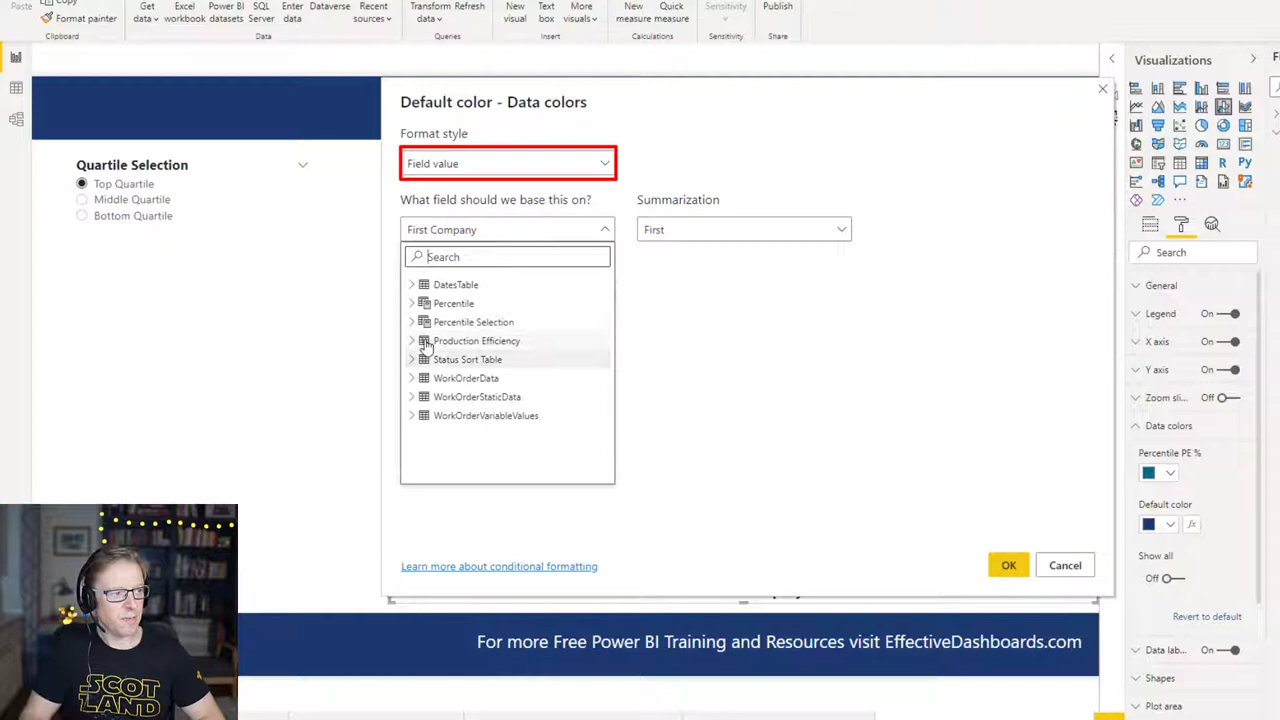 Paste
Copy
Format painter
Clipboard
Get data
Excel workbook
Power BI datasets
SQL Server
Enter data
Dataverse
Recent sources
Data
Transform data
Refresh
Queries
New visual
Text box
More visuals
Insert
New measure
Quick measure
Calculations
Sensitivity
Sensitivity
Publish
Share
Visualizations
Fi
Default color - Data colors
Format style
Field value
What field should we base this on?
Summarization
First Company
First
Search
DatesTable
Percentile
Percentile Selection
Production Efficiency
Status Sort Table
WorkOrderData
WorkOrderStaticData
WorkOrderVariableValues
Learn more about conditional formatting
OK
Cancel
Quartile Selection
Top Quartile
Middle Quartile
Bottom Quartile
R
Py
Search
General
Legend On
X axis On
Y axis On
Zoom sli... Off
Data colors
Percentile PE %
Default color
fx
Show all
Off
Revert to default
Data lab... On
Shapes
Plot area
For more Free Power BI Training and Resources visit EffectiveDashboards.com
SCOT
LAND